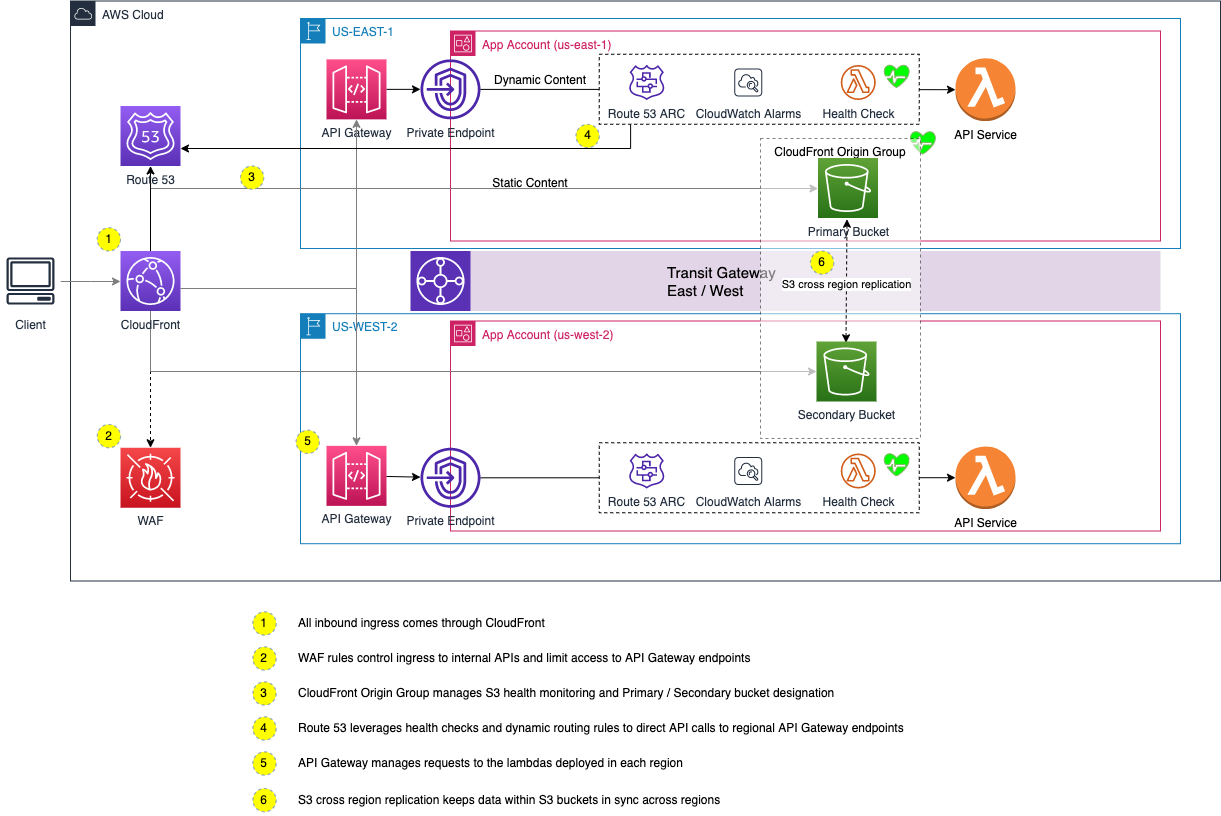 AWS Cloud
US-EAST-1
App Account (us-east-1)
Dynamic Content
API Gateway
Private Endpoint
Route 53 ARC
CloudWatch Alarms
Health Check
API Service
4
53
Route 53
CloudFront Origin Group
3
Static Content
Primary Bucket
1
CloudFront
Client
Transit Gateway
East / West
6
S3 cross region replication
US-WEST-2
App Account (us-west-2)
Secondary Bucket
2
WAF
5
API Gateway
Private Endpoint
Route 53 ARC
CloudWatch Alarms
Health Check
API Service
1 All inbound ingress comes through CloudFront
2 WAF rules control ingress to internal APIs and limit access to API Gateway endpoints
3 CloudFront Origin Group manages S3 health monitoring and Primary / Secondary bucket designation
4 Route 53 leverages health checks and dynamic routing rules to direct API calls to regional API Gateway endpoints
5 API Gateway manages requests to the lambdas deployed in each region
6 S3 cross region replication keeps data within S3 buckets in sync across regions